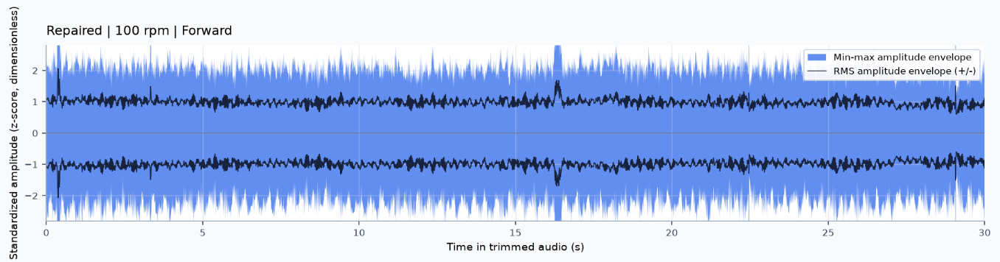 Repaired | 100 rpm | Forward
Standardized amplitude (z-score, dimensionless)
Min-max amplitude envelope
RMS amplitude envelope (+/-)
2
1
0
−1
−2
0 5 10 15 20 25 30
Time in trimmed audio (s)